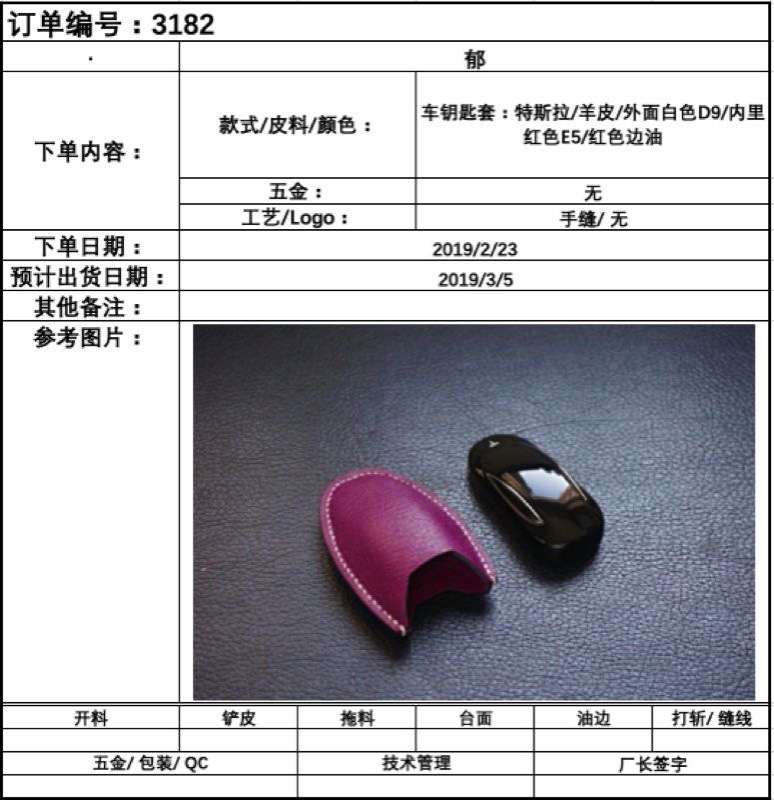 订单编号：3182
郁
下单内容：
款式/皮料/颜色：
车钥匙套：特斯拉/羊皮/外面白色D9/内里
红色E5/红色边油
五金：
无
工艺/Logo：
手缝/ 无
下单日期：
2019/2/23
预计出货日期：
2019/3/5
其他备注：
参考图片：
开料
铲皮
拖料
台面
油边
打斩/ 缝线
五金/ 包装/ QC
技术管理
厂长签字